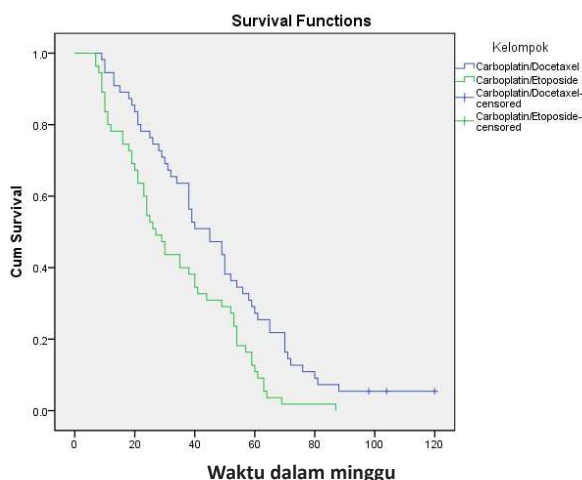 Survival Functions
Kelompok
Carboplatin/Docetaxel
Carboplatin/Etoposide
Carboplatin/Docetaxel-
censored
Carboplatin/Etoposide-
censored
Cum Survival
1.0
0.8
0.6
0.4
0.2
0.0
0 20 40 60 80 100 120
Waktu dalam minggu